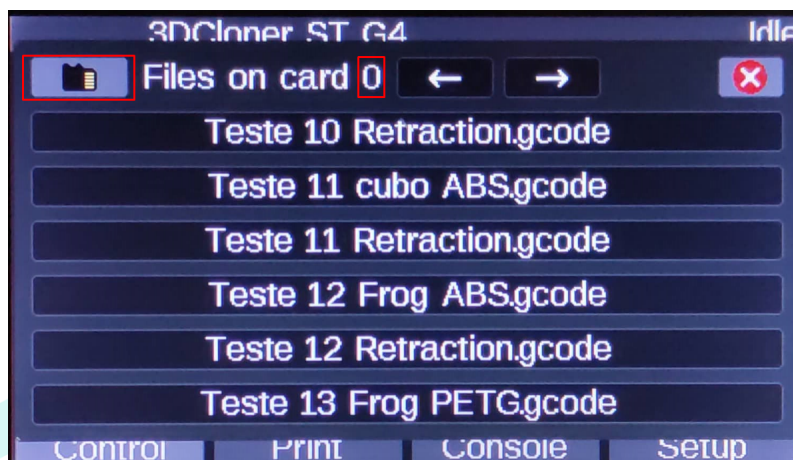 3DCloner ST G4 Idle
Files on card 0 ← →
Teste 10 Retraction.gcode
Teste 11 cubo ABS.gcode
Teste 11 Retraction.gcode
Teste 12 Frog ABS.gcode
Teste 12 Retraction.gcode
Teste 13 Frog PETG.gcode
Control Print Console Setup